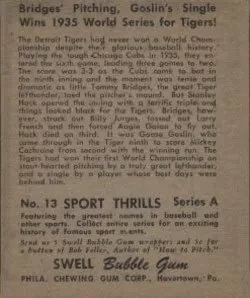 Bridges' Pitching, Goslin's Single
Wins 1935 World Series for Tigers!
The Detroit Tigers had never won a World Cham-
pionship despite their glorious baseball history.
Playing the tough Chicago Cubs in 1935, they en-
tered the sixth game, leading three games to two.
The score was 3-3 as the Cubs came to bat in
the ninth inning and the moment was tense and
dramatic as little Tommy Bridges, the great Tiger
righthander, toed the pitcher's mound. But Stanley
Hack opened the inning with a terrific triple and
things looked black for the Tigers. Bridges, how-
ever, struck out Billy Jurges, tossed out Larry
French and then forced Augie Galan to fly out.
Hack died on third. It was Goose Goslin, who
came through in the Tiger ninth to score Mickey
Cochrane from second with the winning run. The
Tigers had won their first World Championship on
stout-hearted pitching by a truly great lefthander,
and a single by a player whose best days were
behind him.
No. 13 SPORT THRILLS Series A
Featuring the greatest names in baseball and
other sports. Collect entire series for an exciting
history of famous sport events.
Send us 5 Swell Bubble Gum wrappers and 5c for
a button of Bob Feller, Author of "How to Pitch."
SWELL Bubble Gum
PHILA. CHEWING GUM CORP., Havertown, Pa.